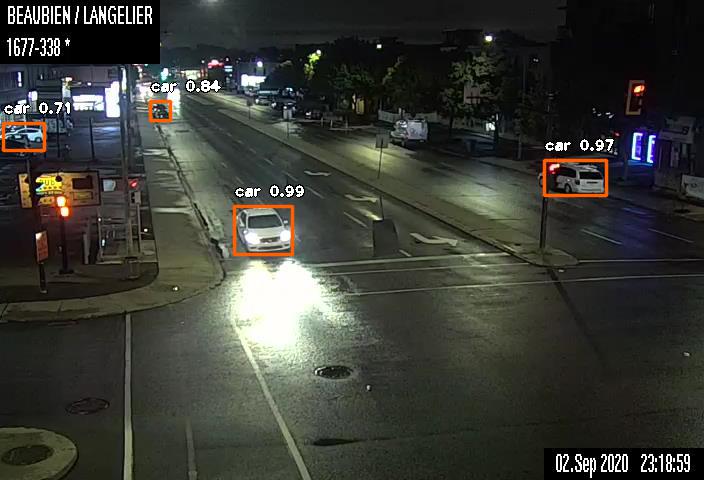 BEAUBIEN / LANGELIER
1677-338 *
car 0.84
car 0.71
car 0.97
car 0.99
02.Sep 2020 23:18:59